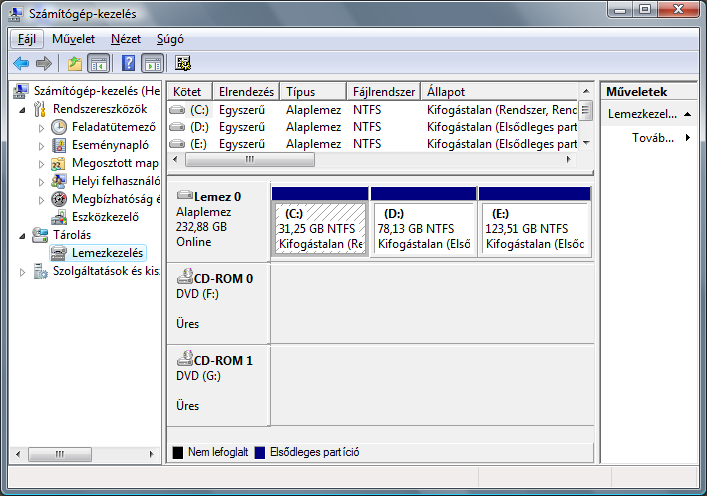 Számítógép-kezelés
Fájl Művelet Nézet Súgó
Számítógép-kezelés (He
Rendszereszközök
Feladatütemező
Eseménynapló
Megosztott map
Helyi felhasználó
Megbízhatóság é
Eszközkezelő
Tárolás
Lemezkezelés
Szolgáltatások és kis
Kötet Elrendezés Típus Fájlrendszer Állapot
(C:) Egyszerű Alaplemez NTFS Kifogástalan (Rendszer, Rend
(D:) Egyszerű Alaplemez NTFS Kifogástalan (Elsődleges part
(E:) Egyszerű Alaplemez NTFS Kifogástalan (Elsődleges part
Lemez 0
Alaplemez
232,88 GB
Online
(C:)
31,25 GB NTFS
Kifogástalan (Re
(D:)
78,13 GB NTFS
Kifogástalan (Első
(E:)
123,51 GB NTFS
Kifogástalan (Elsőc
CD-ROM 0
DVD (F:)
Üres
CD-ROM 1
DVD (G:)
Üres
Nem lefoglalt Elsődleges partíció
Műveletek
Lemezkezel...
Továb...